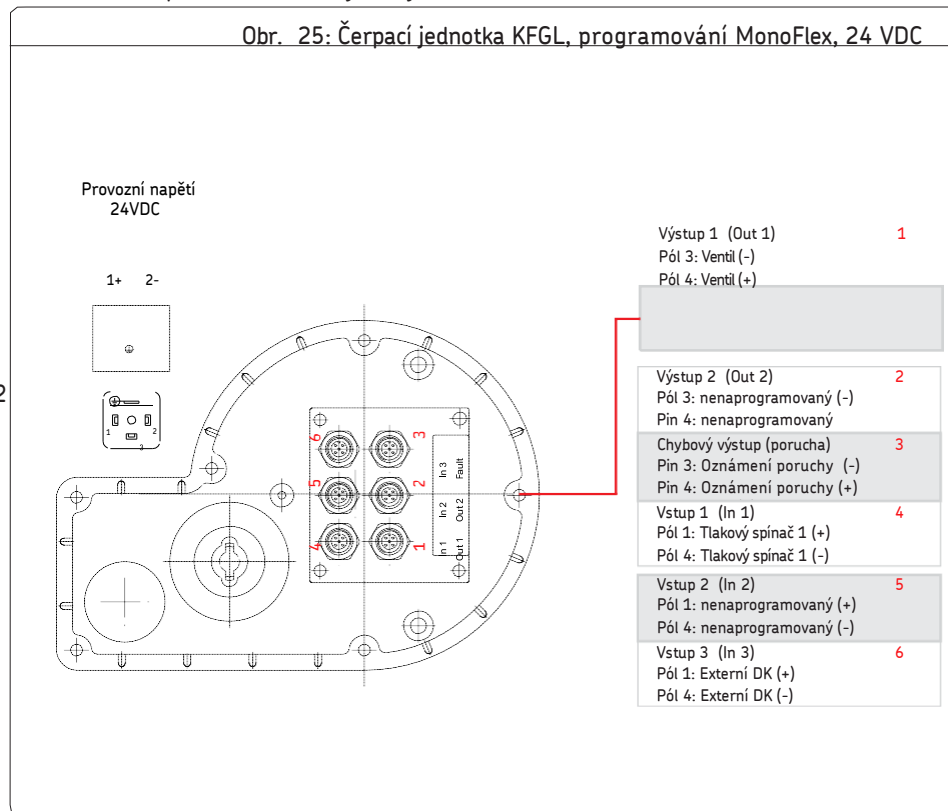 Obr. 25: Čerpací jednotka KFGL, programování MonoFlex, 24 VDC
Provozní napětí
24VDC
1+ 2-
1 2
3
2
6 3
5 2
4 1
In 3 Fault
In 2 Out 2
In 1 Out 1
Výstup 1 (Out 1) 1
Pól 3: Ventil (-)
Pól 4: Ventil (+)
Výstup 2 (Out 2) 2
Pól 3: nenaprogramovaný (-)
Pin 4: nenaprogramovaný
Chybový výstup (porucha) 3
Pin 3: Oznámení poruchy (-)
Pin 4: Oznámení poruchy (+)
Vstup 1 (In 1) 4
Pól 1: Tlakový spínač 1 (+)
Pól 4: Tlakový spínač 1 (-)
Vstup 2 (In 2) 5
Pól 1: nenaprogramovaný (+)
Pól 4: nenaprogramovaný (-)
Vstup 3 (In 3) 6
Pól 1: Externí DK (+)
Pól 4: Externí DK (-)